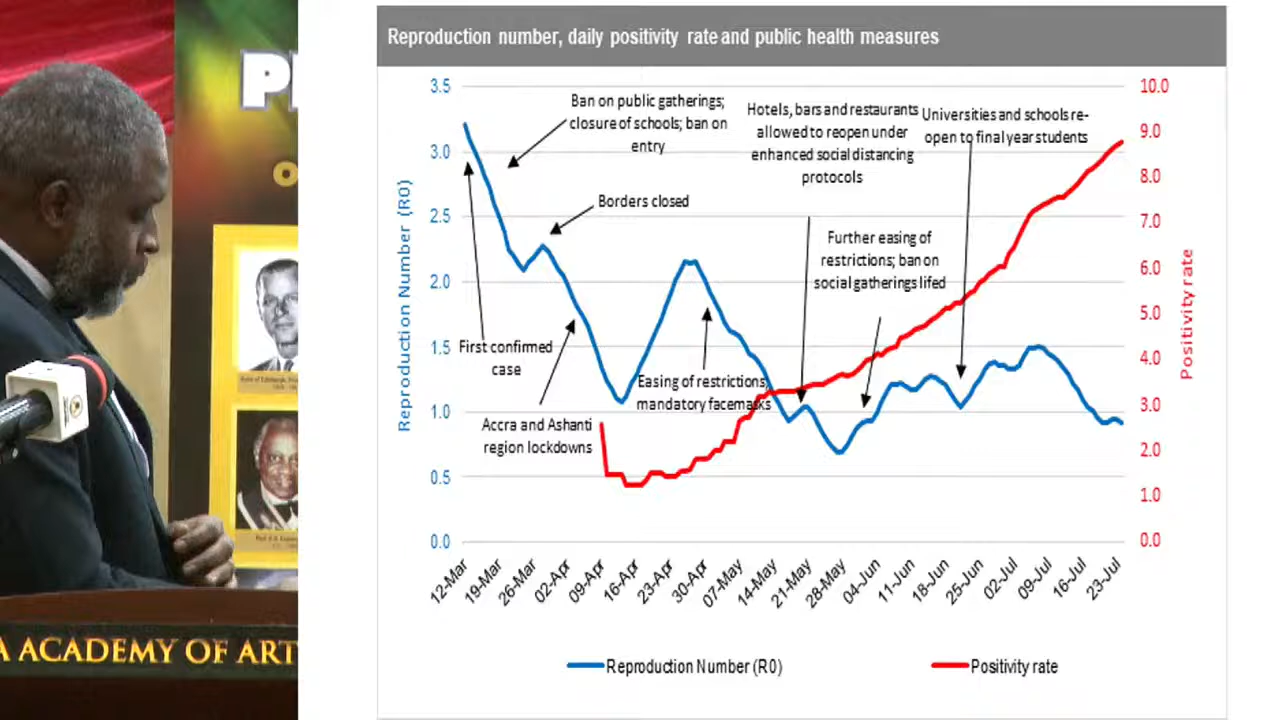 P
O
A ACADEMY OF ART
Reproduction number, daily positivity rate and public health measures
3.5
3.0
2.5
2.0
1.5
1.0
0.5
0.0
Reproduction Number (R0)
10.0
9.0
8.0
7.0
6.0
5.0
4.0
3.0
2.0
1.0
0.0
Positivity rate
Ban on public gatherings;
closure of schools; ban on
entry
Hotels, bars and restaurants
allowed to reopen under
enhanced social distancing
protocols
Universities and schools re-
open to final year students
Borders closed
Further easing of
restrictions; ban on
social gatherings lifed
First confirmed
case
Easing of restrictions,
mandatory facemasks
Accra and Ashanti
region lockdowns
12-Mar
19-Mar
26-Mar
02-Apr
09-Apr
16-Apr
23-Apr
30-Apr
07-May
14-May
21-May
28-May
04-Jun
11-Jun
18-Jun
25-Jun
02-Jul
09-Jul
16-Jul
23-Jul
Reproduction Number (R0)
Positivity rate